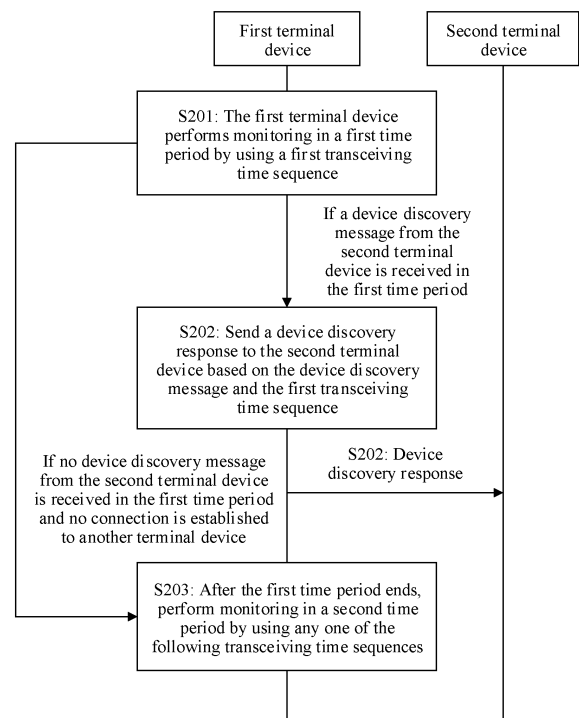 First terminal
device
Second terminal
device
S201: The first terminal device
performs monitoring in a first time
period by using a first transceiving
time sequence
If a device discovery
message from the
second terminal
device is received in
the first time period
S202: Send a device discovery
response to the second terminal
device based on the device discovery
message and the first transceiving
time sequence
If no device discovery message
from the second terminal device
is received in the first time period
and no connection is established
to another terminal device
S202: Device
discovery response
S203: After the first time period ends,
perform monitoring in a second time
period by using any one of the
following transceiving time sequences